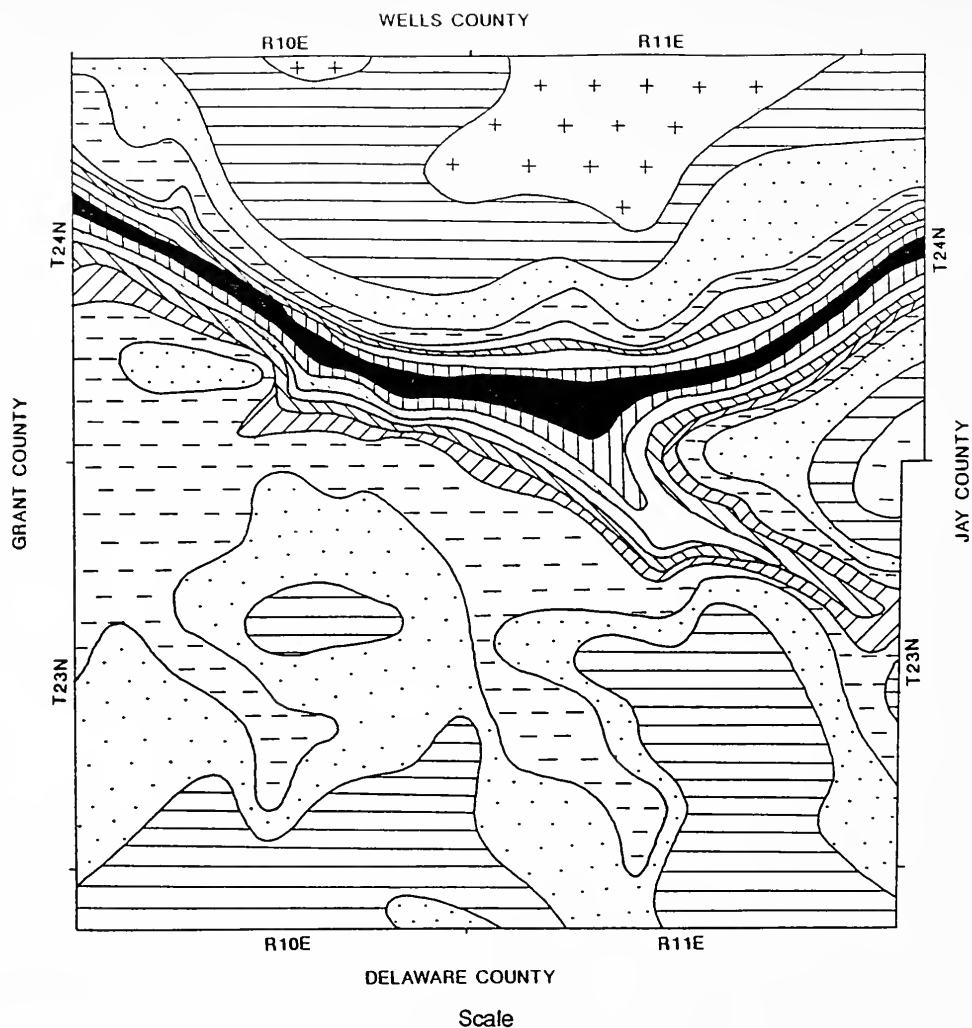 WELLS COUNTY
R10E R11E
T24N T24N
GRANT COUNTY
JAY COUNTY
T23N T23N
R10E R11E
DELAWARE COUNTY
Scale